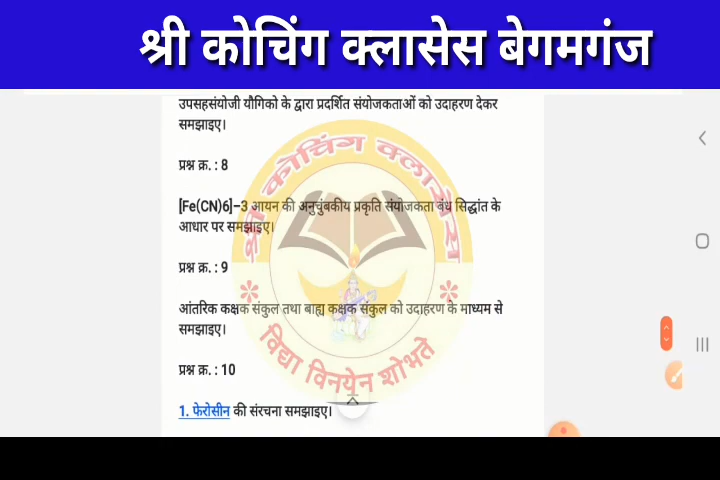 श्री कोचिंग क्लासेस बेगमगंज
उपसहसंयोजी यौगिको के द्वारा प्रदर्शित संयोजकताओं को उदाहरण देकर
समझाइए।
प्रश्न क्र. : 8
[Fe(CN)6]−3 आयन की अनुचुंबकीय प्रकृति संयोजकता बंध सिद्धांत के
आधार पर समझाइए।
प्रश्न क्र. : 9
आंतरिक कक्षक संकुल तथा बाह्य कक्षक संकुल को उदाहरण के माध्यम से
समझाइए।
प्रश्न क्र. : 10
1. फेरोसीन की संरचना समझाइए।
श्री कोचिंग क्लासेस
विद्या विनयेन शोभते